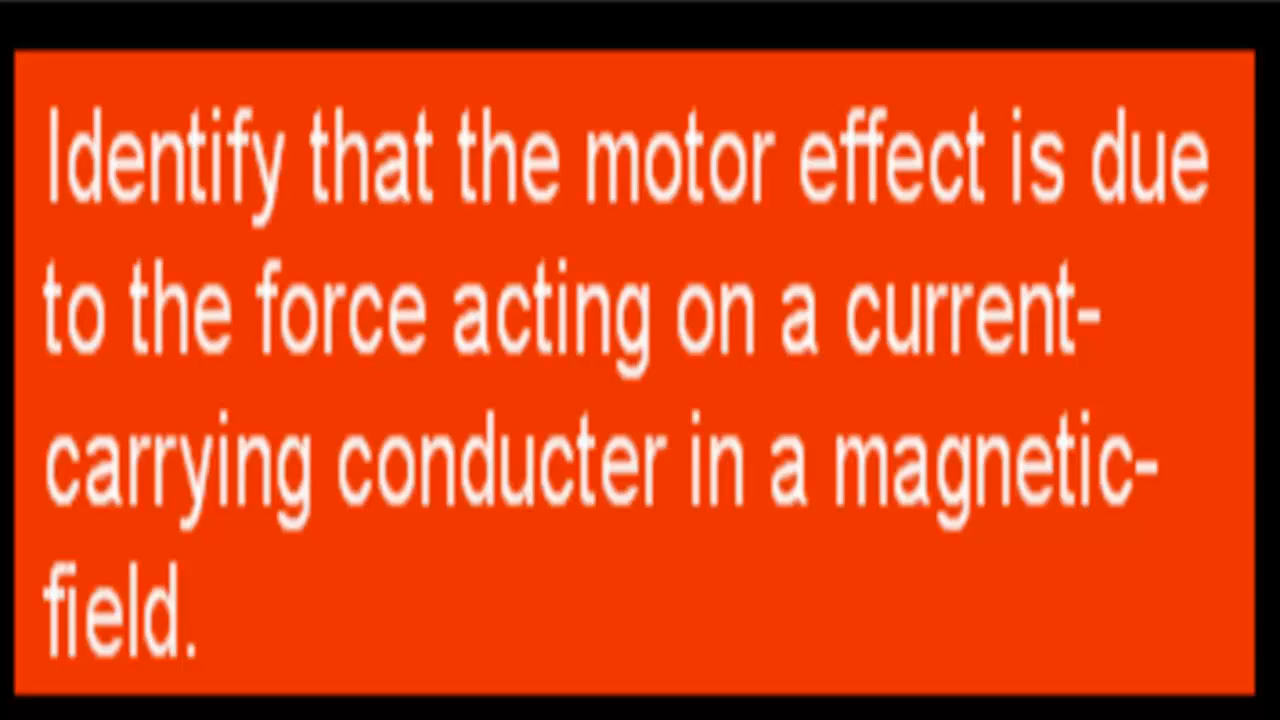 Identify that the motor effect is due
to the force acting on a current-
carrying conducter in a magnetic-
field.